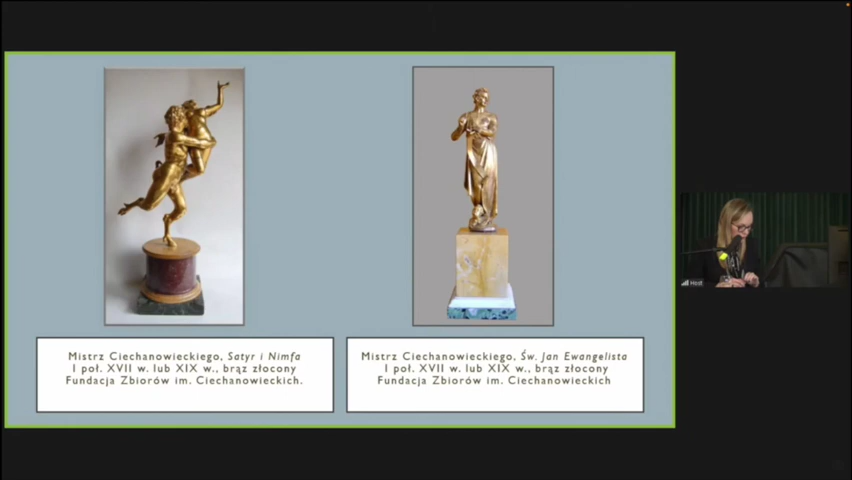 Mistrz Ciechanowieckiego, Satyr i Nimfa
I poł. XVII w. lub XIX w., brąz złocony
Fundacja Zbiorów im. Ciechanowieckich.
Mistrz Ciechanowieckiego, Św. Jan Ewangelista
I poł. XVII w. lub XIX w., brąz złocony
Fundacja Zbiorów im. Ciechanowieckich
Host